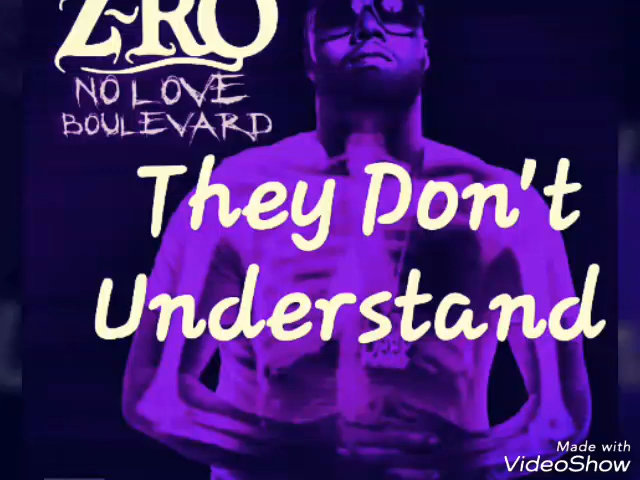 Z~RO
NO LOVE
BOULEVARD
They Don't
Understand
Made with
VideoShow